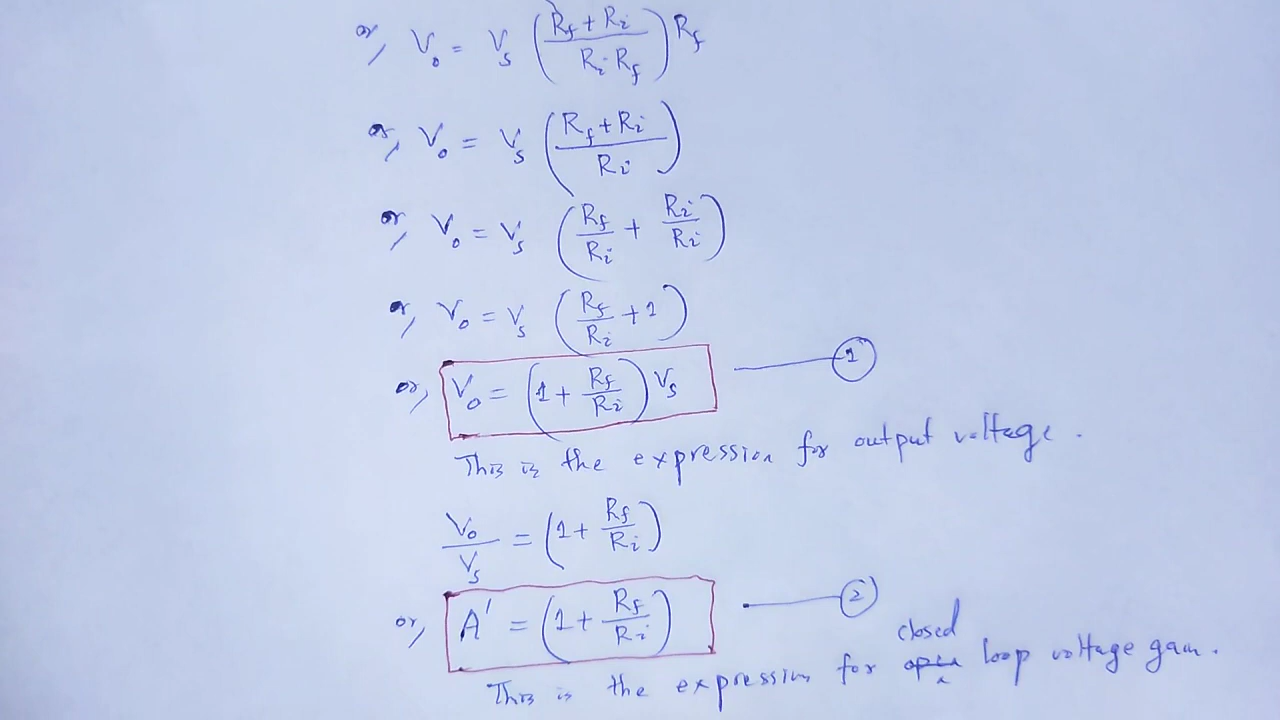 or, V₀ = Vₛ ((R_f + R_i) / (R_i R_f)) R_f
or, V₀ = Vₛ ((R_f + R_i) / R_i)
or, V₀ = Vₛ (R_f / R_i + R_i / R_i)
or, V₀ = Vₛ (R_f / R_i + 1)
or, V₀ = (1 + R_f / R_i) Vₛ ——— ①
This is the expression for output voltage.
V₀ / Vₛ = (1 + R_f / R_i)
or, A' = (1 + R_f / R_i) ——— ②
This is the expression for closed loop voltage gain.